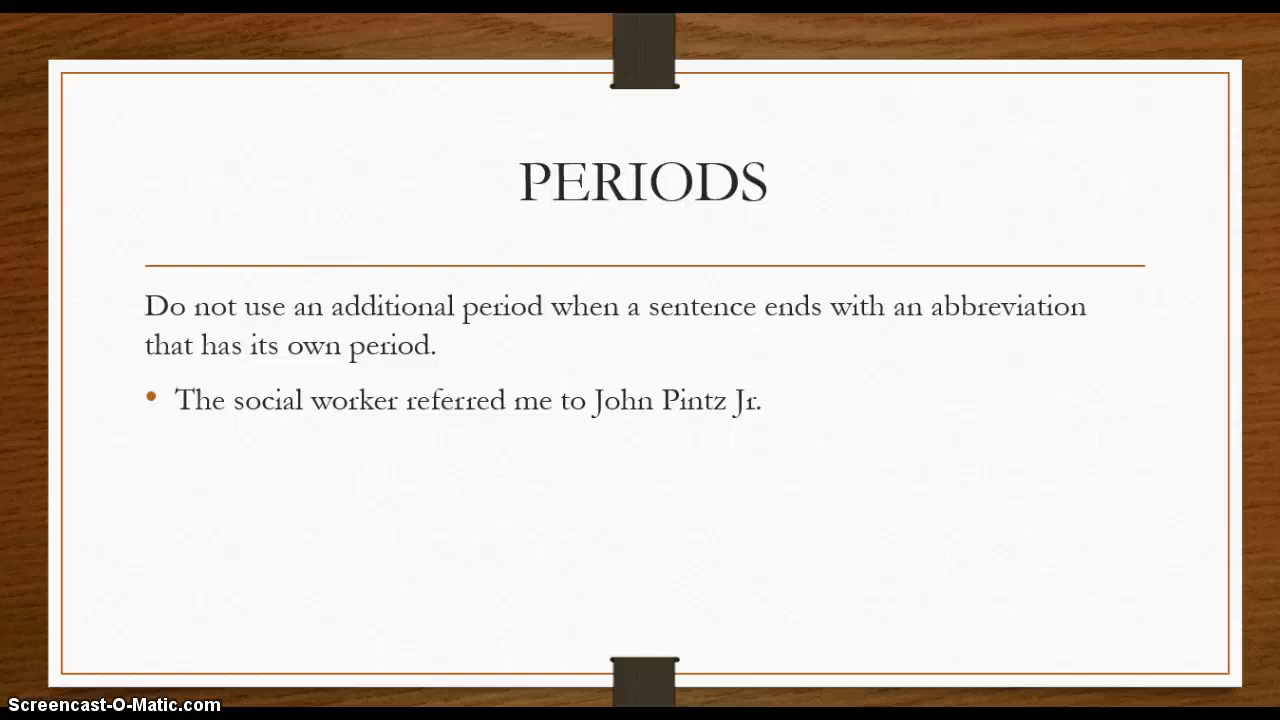 PERIODS
Do not use an additional period when a sentence ends with an abbreviation
that has its own period.
• The social worker referred me to John Pintz Jr.
Screencast-O-Matic.com